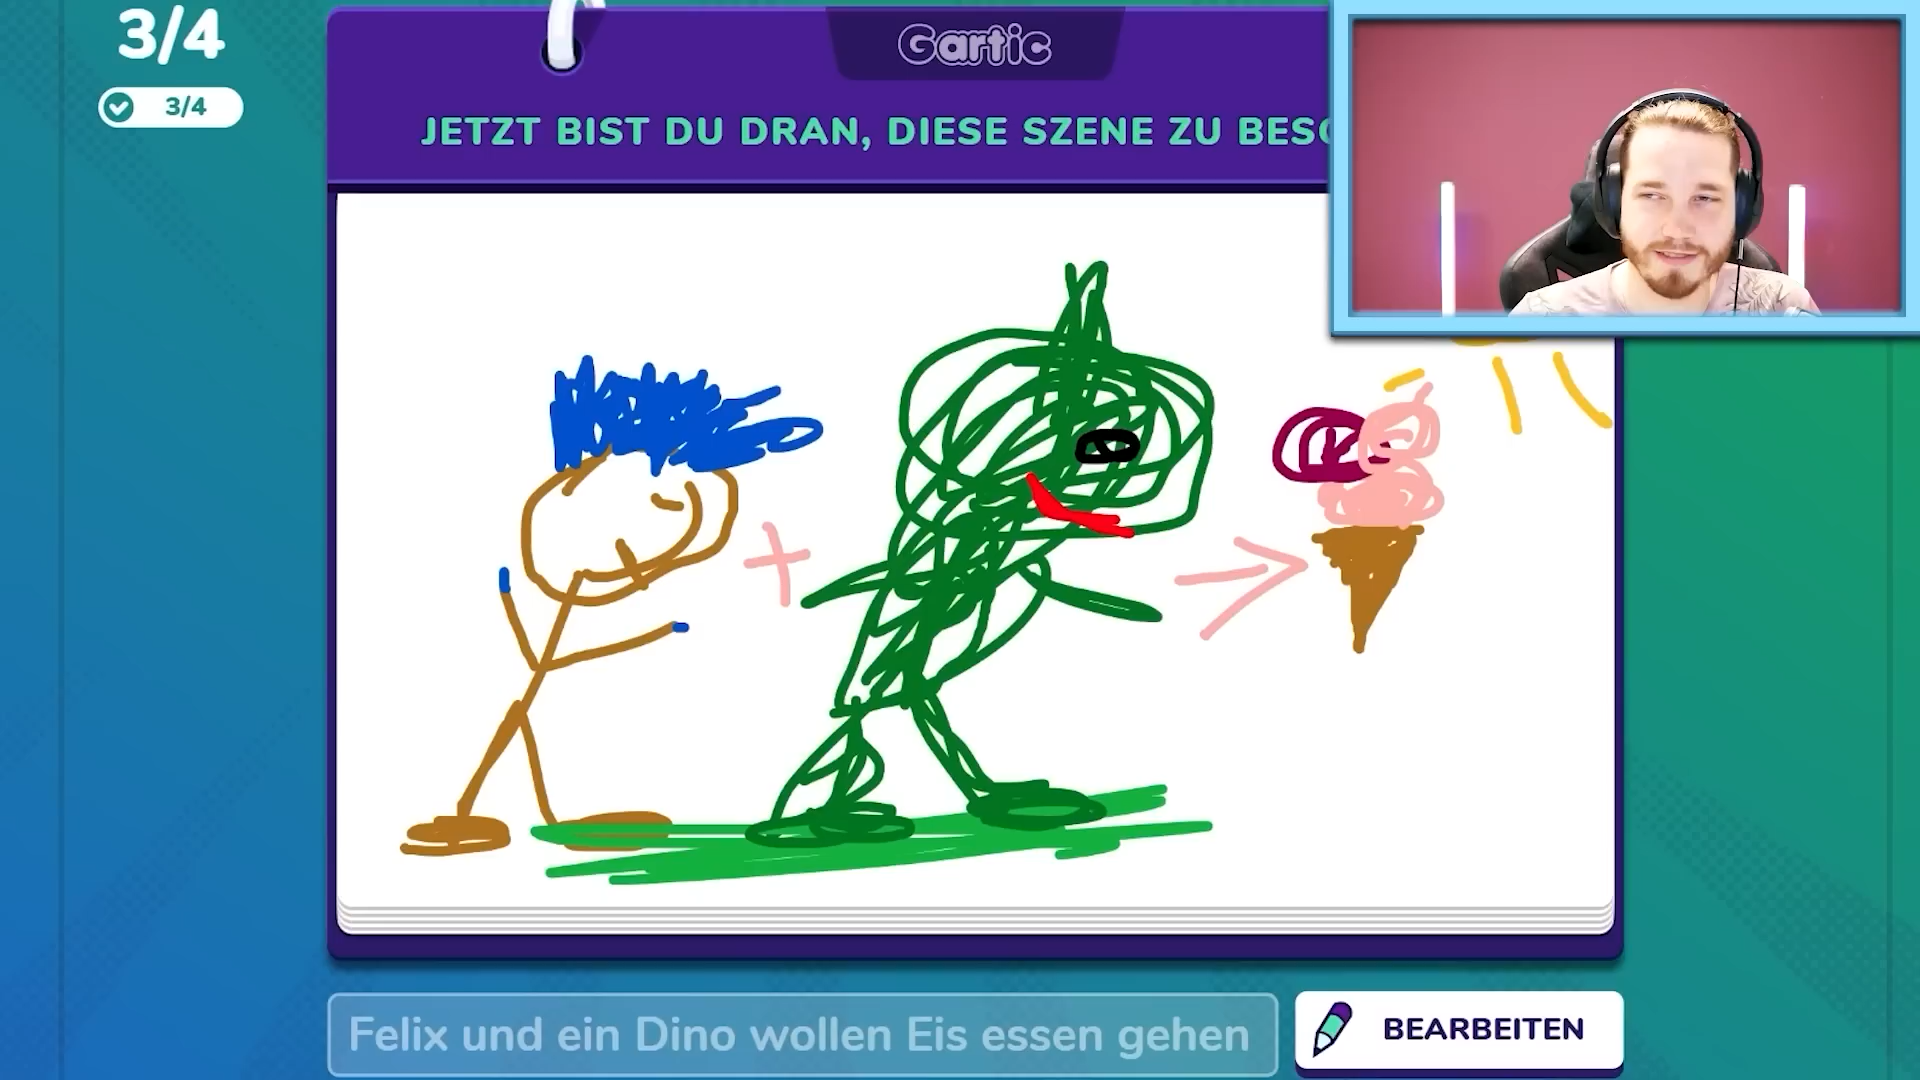 3/4
3/4
Gartic
JETZT BIST DU DRAN, DIESE SZENE ZU
Felix und ein Dino wollen Eis essen gehen
BEARBEITEN